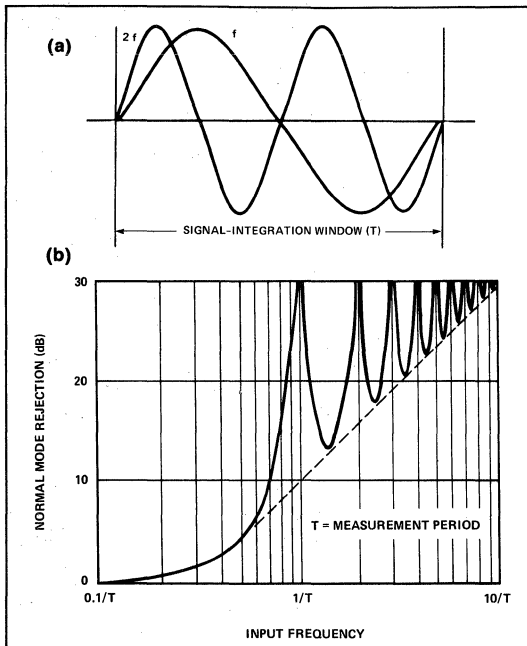 (a)
2f
f
SIGNAL-INTEGRATION WINDOW (T)
(b)
30
20
10
0
NORMAL MODE REJECTION (dB)
T = MEASUREMENT PERIOD
0.1/T
1/T
10/T
INPUT FREQUENCY